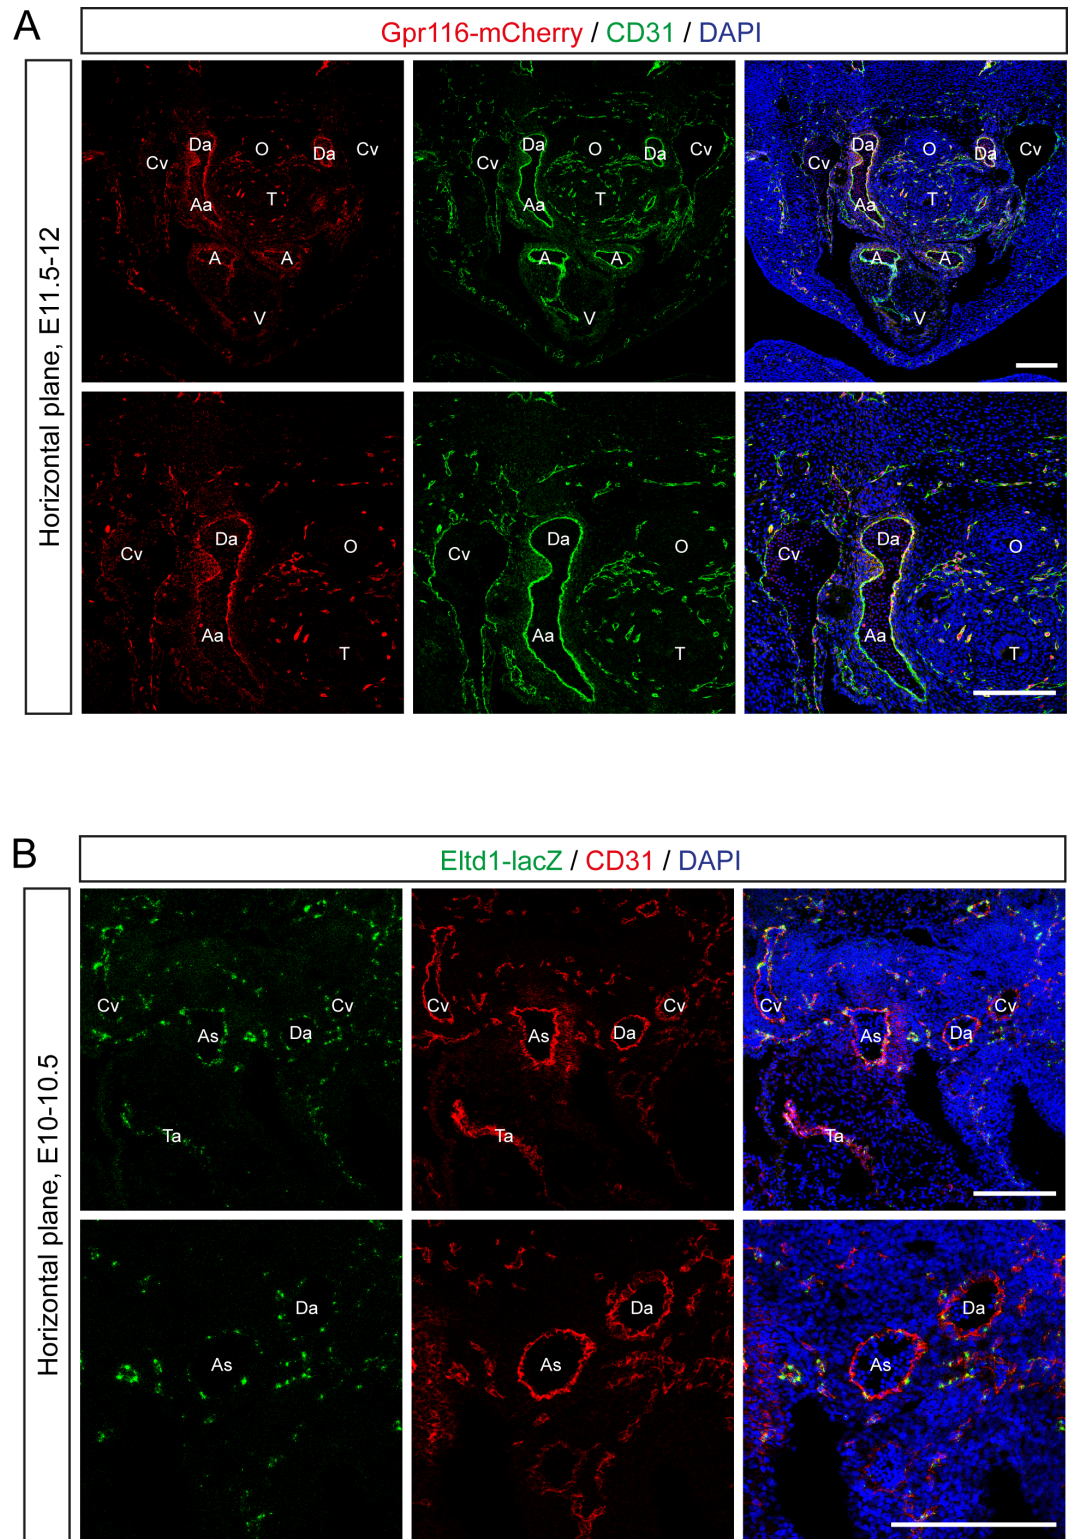 A
Gpr116-mCherry / CD31 / DAPI
Horizontal plane, E11.5-12
Da
O
Da
Cv
Cv
Aa
T
A
A
V
Da
O
Da
Cv
Cv
Aa
T
A
A
V
Da
O
Da
Cv
Cv
Aa
T
A
A
V
Da
O
Cv
Aa
T
Da
O
Cv
Aa
T
Da
O
Cv
Aa
T
B
Eltd1-lacZ / CD31 / DAPI
Horizontal plane, E10-10.5
Cv
Cv
As
Da
Ta
Cv
Cv
As
Da
Ta
Cv
Cv
As
Da
Ta
Da
As
Da
As
Da
As